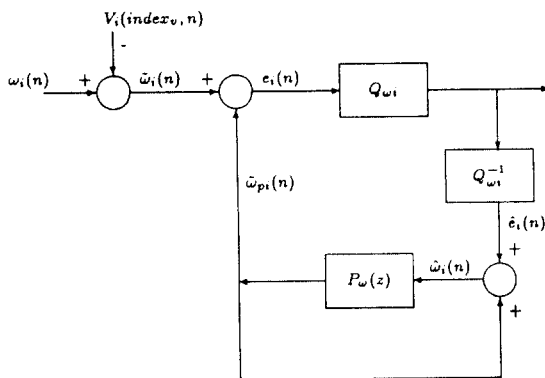 V_i(index_v, n)
-
ω_i(n) + ω̃_i(n) + e_i(n) Q_ωi
Q_ωi^-1
ω̃_pi(n)
ê_i(n)
+
ω̂_i(n) P_ω(z)
+